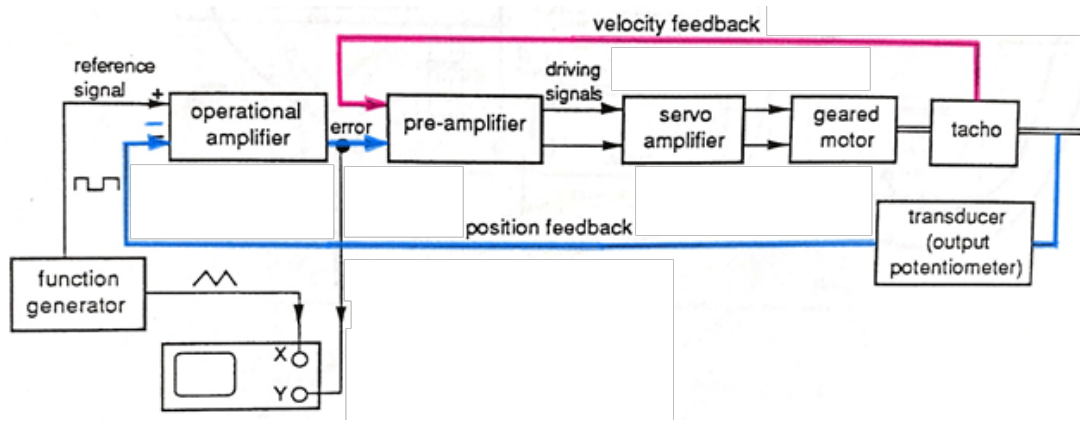 velocity feedback
reference
signal
+
−
−
operational
amplifier
error
pre-amplifier
driving
signals
servo
amplifier
geared
motor
tacho
position feedback
transducer
(output
potentiometer)
function
generator
X
Y